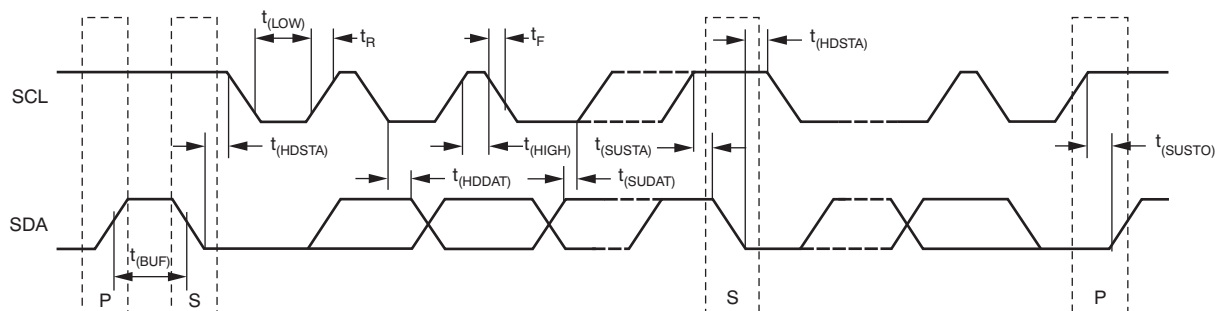 t(LOW)
tR
tF
t(HDSTA)
SCL
t(HDSTA)
t(HIGH)
t(SUSTA)
t(SUSTO)
t(HDDAT)
t(SUDAT)
SDA
t(BUF)
P
S
S
P